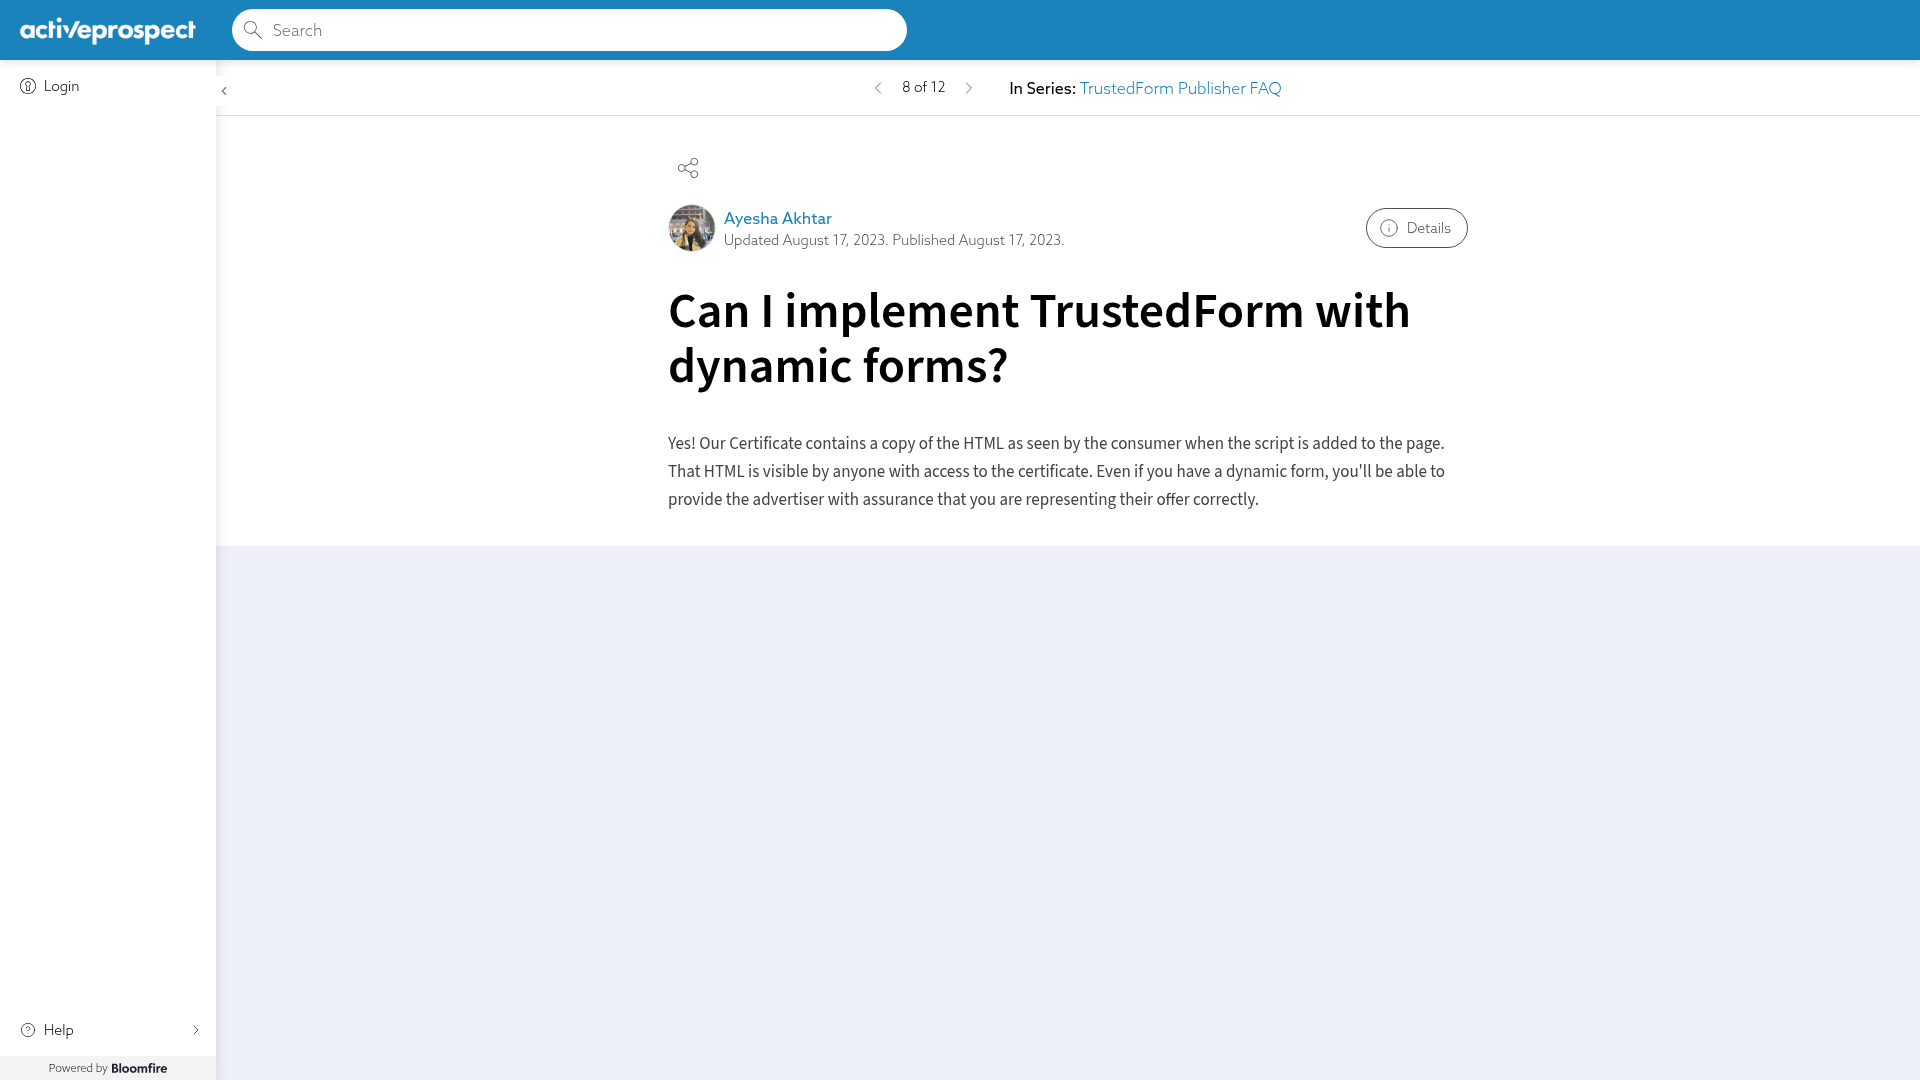 activeprospect
Search
Login
8 of 12
In Series: TrustedForm Publisher FAQ
Ayesha Akhtar
Updated August 17, 2023. Published August 17, 2023.
Details
Can I implement TrustedForm with
dynamic forms?
Yes! Our Certificate contains a copy of the HTML as seen by the consumer when the script is added to the page.
That HTML is visible by anyone with access to the certificate. Even if you have a dynamic form, you'll be able to
provide the advertiser with assurance that you are representing their offer correctly.
Help
Powered by Bloomfire